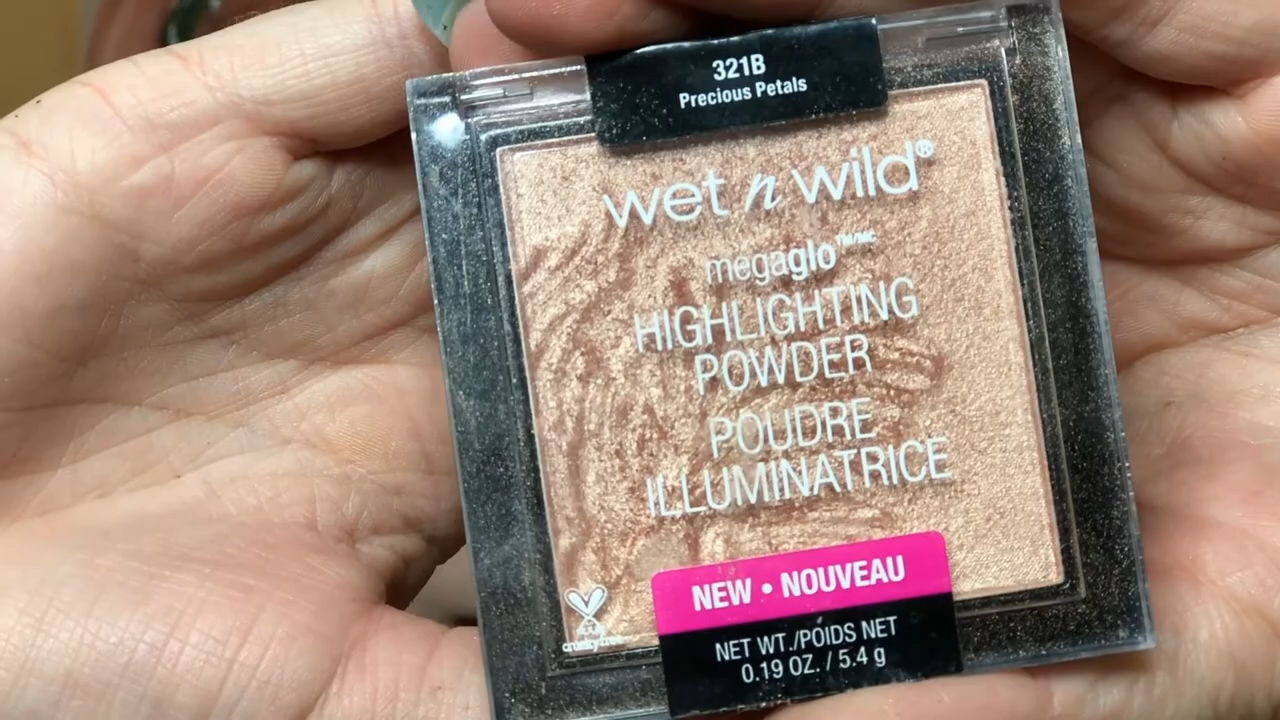 321B
Precious Petals
wet n wild®
megaglo™/MC
HIGHLIGHTING
POWDER
POUDRE
ILLUMINATRICE
NEW • NOUVEAU
NET WT./POIDS NET
0.19 OZ. / 5.4 g
crueltyfree